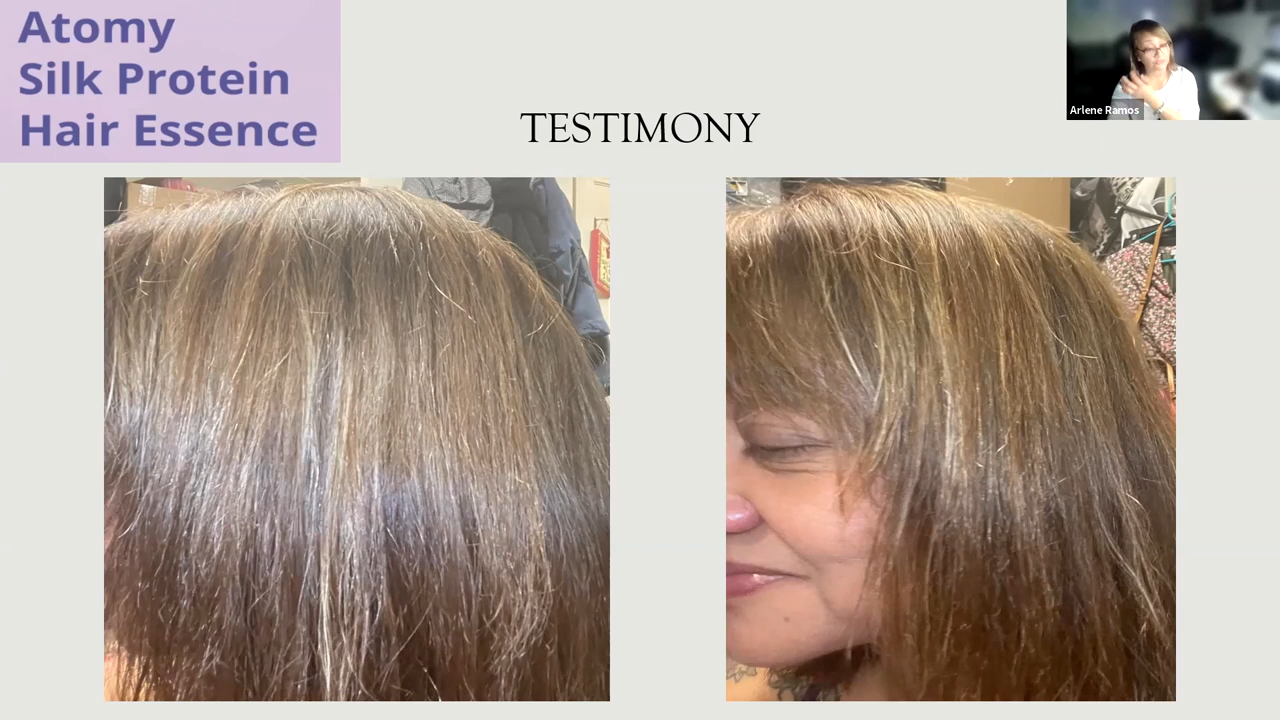 Atomy
Silk Protein
Hair Essence
TESTIMONY
Arlene Ramos